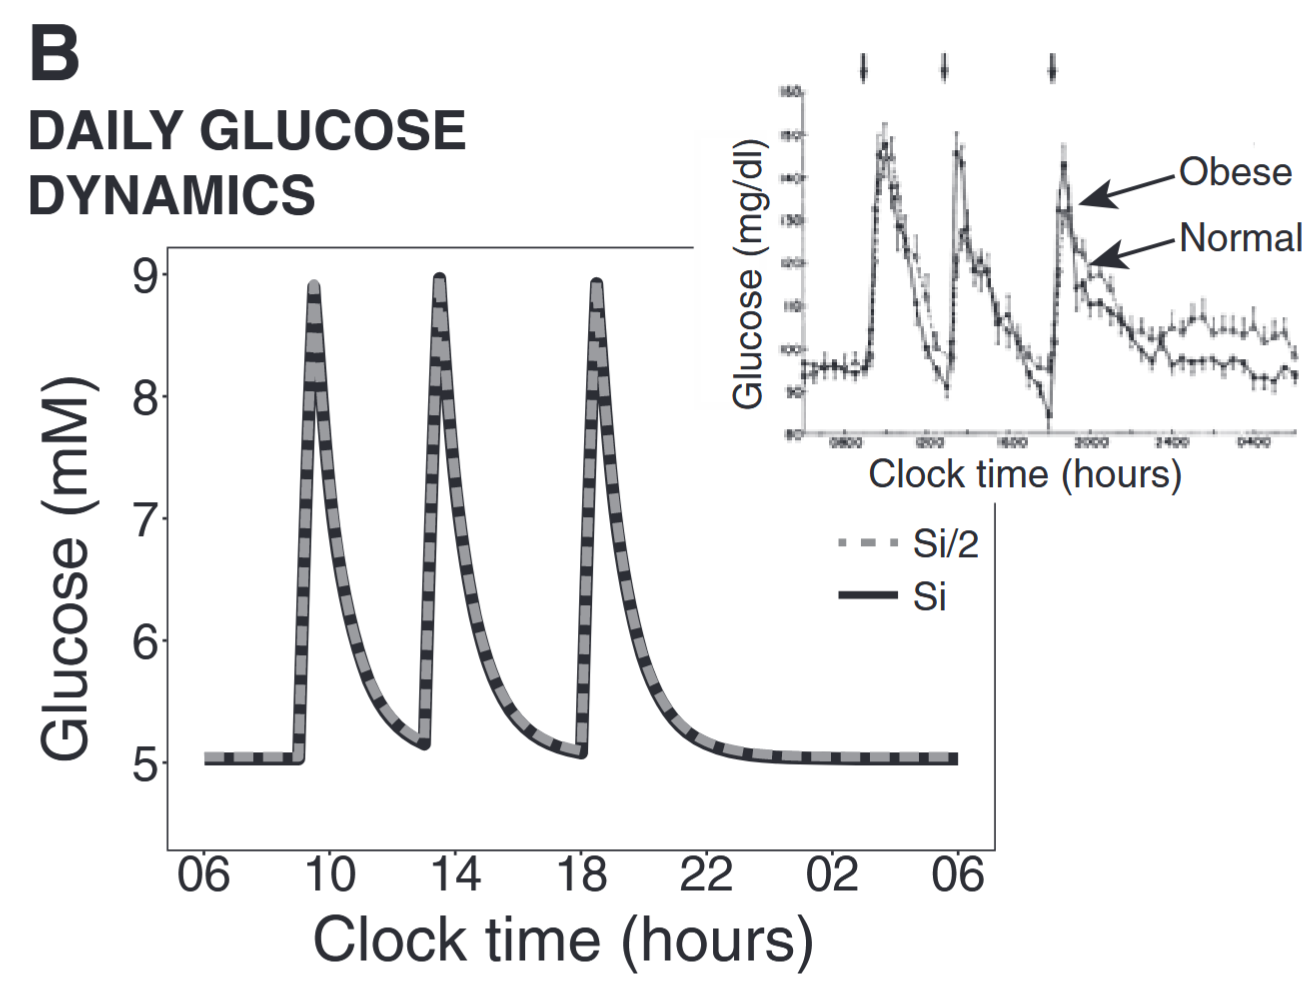 B
DAILY GLUCOSE
DYNAMICS
Glucose (mM)
9
8
7
6
5
06 10 14 18 22 02 06
Clock time (hours)
Glucose (mg/dl)
Obese
Normal
Clock time (hours)
Si/2
Si